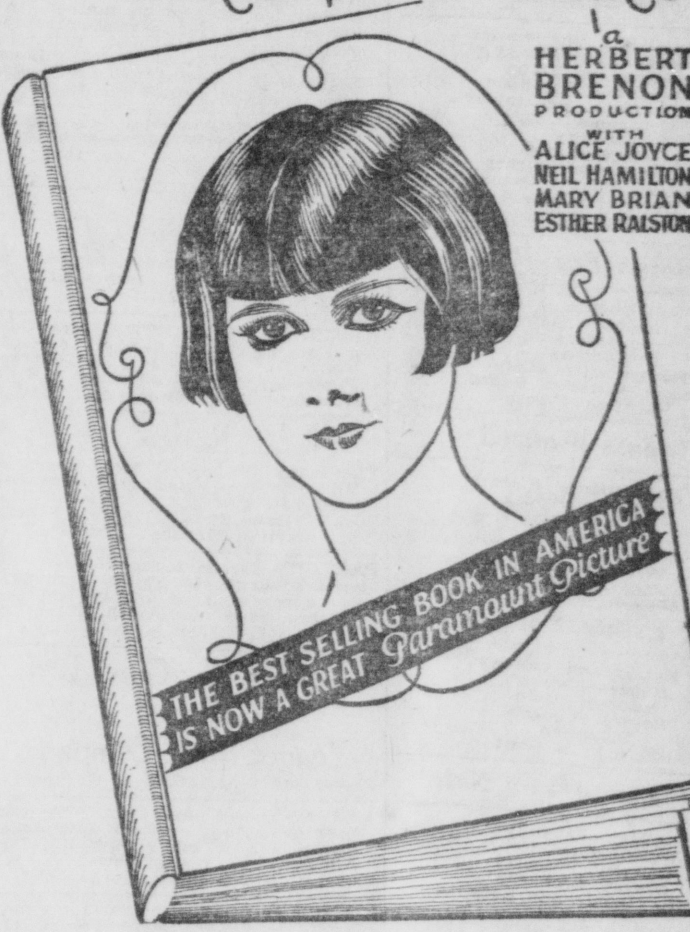 a
HERBERT
BRENON
PRODUCTION
WITH
ALICE JOYCE
NEIL HAMILTON
MARY BRIAN
ESTHER RALSTON
THE BEST SELLING BOOK IN AMERICA
IS NOW A GREAT Paramount Picture